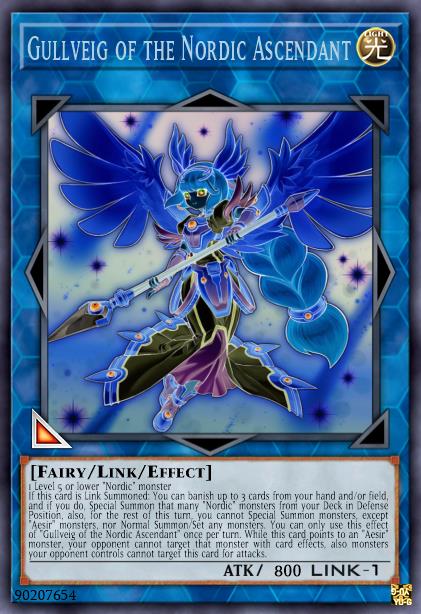 GULLVEIG OF THE NORDIC ASCENDANT
LIGHT
光
[FAIRY/LINK/EFFECT]
1 Level 5 or lower "Nordic" monster
If this card is Link Summoned: You can banish up to 3 cards from your hand and/or field,
and if you do, Special Summon that many "Nordic" monsters from your Deck in Defense
Position, also, for the rest of this turn, you cannot Special Summon monsters, except
"Aesir" monsters, nor Normal Summon/Set any monsters. You can only use this effect
of "Gullveig of the Nordic Ascendant" once per turn. While this card points to an "Aesir"
monster, your opponent cannot target that monster with card effects, also monsters
your opponent controls cannot target this card for attacks.
ATK/ 800 LINK-1
90207654